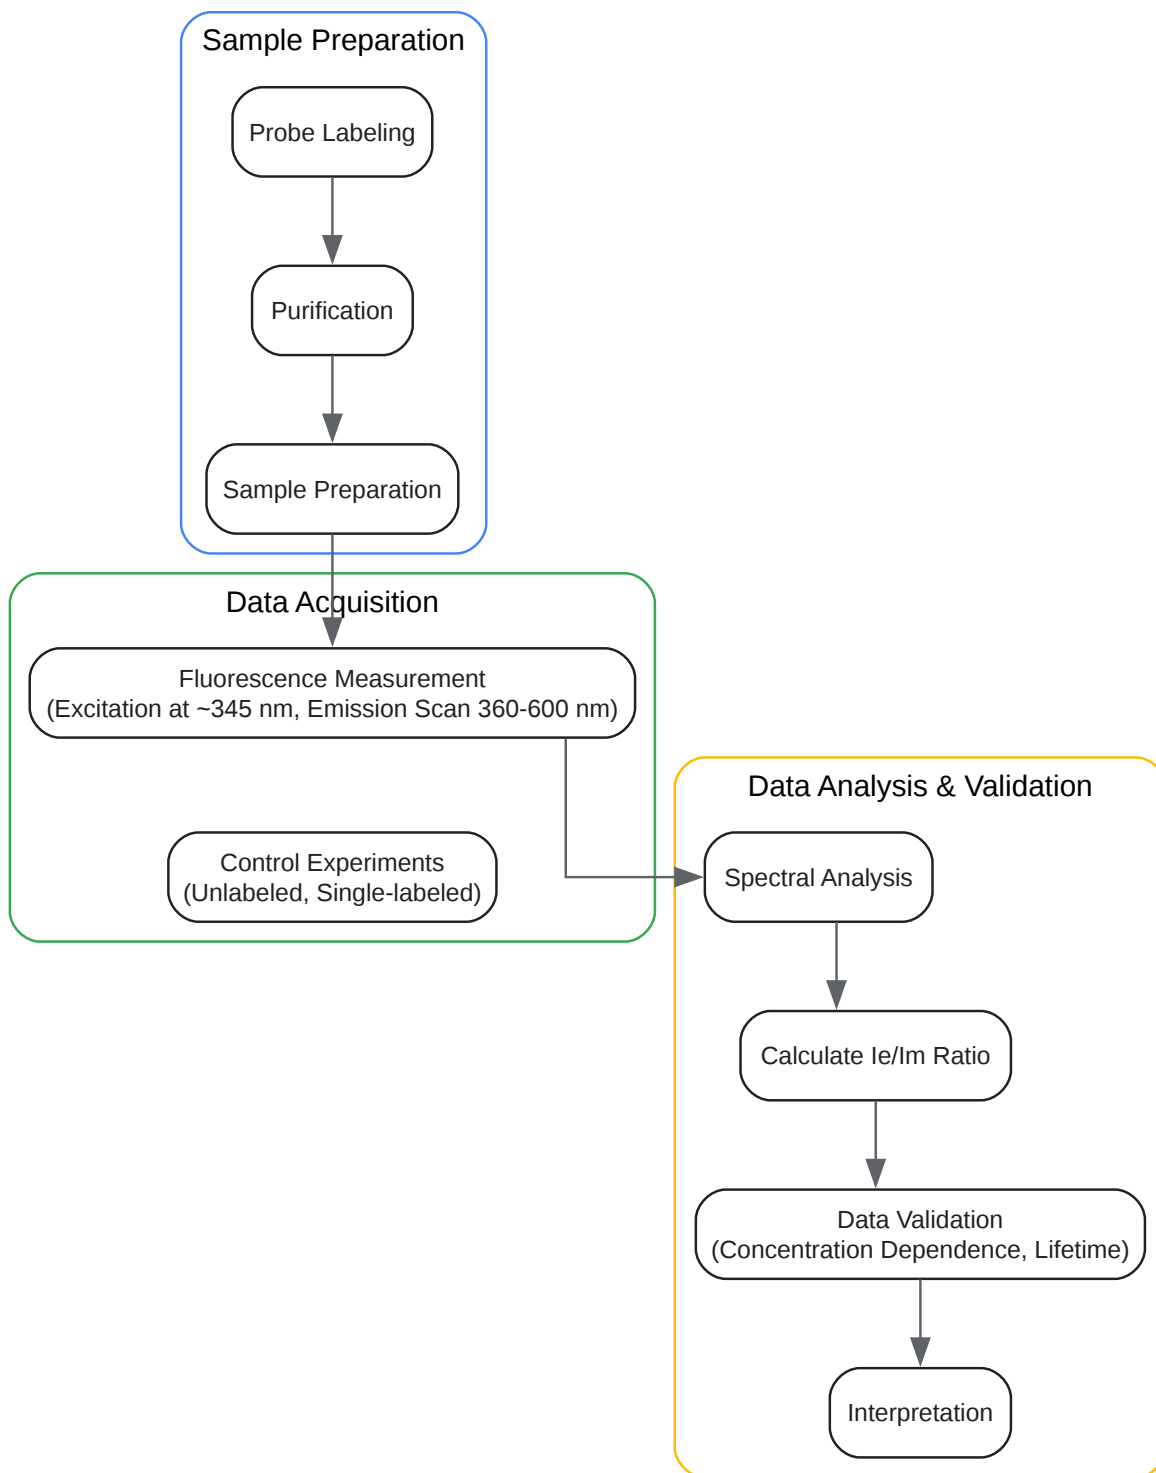 Sample Preparation
Probe Labeling
Purification
Sample Preparation
Data Acquisition
Fluorescence Measurement
(Excitation at ~345 nm, Emission Scan 360-600 nm)
Control Experiments
(Unlabeled, Single-labeled)
Data Analysis & Validation
Spectral Analysis
Calculate Ie/Im Ratio
Data Validation
(Concentration Dependence, Lifetime)
Interpretation